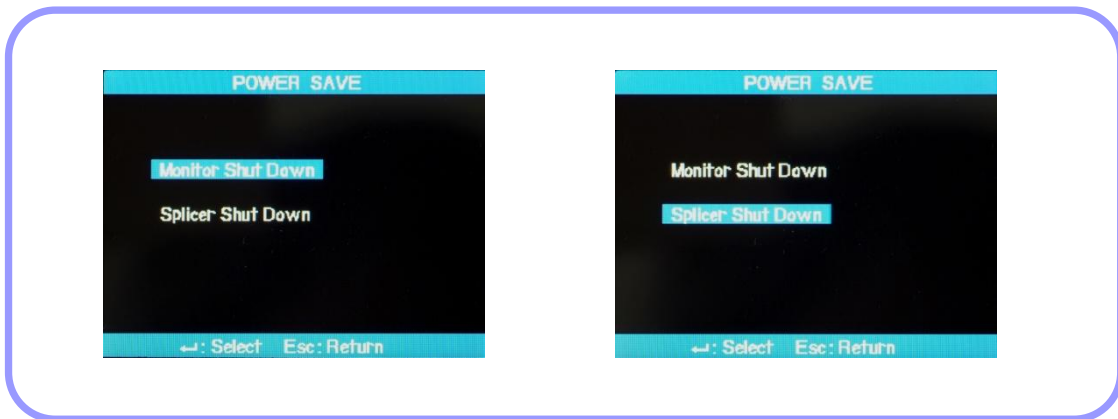 POWER SAVE
Monitor Shut Down
Splicer Shut Down
↵: Select Esc: Return
POWER SAVE
Monitor Shut Down
Splicer Shut Down
↵: Select Esc: Return